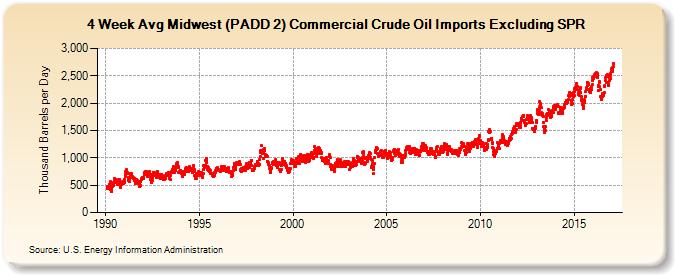 4 Week Avg Midwest (PADD 2) Commercial Crude Oil Imports Excluding SPR
Thousand Barrels per Day
3,000
2,500
2,000
1,500
1,000
500
0
1990 1995 2000 2005 2010 2015
Source: U.S. Energy Information Administration